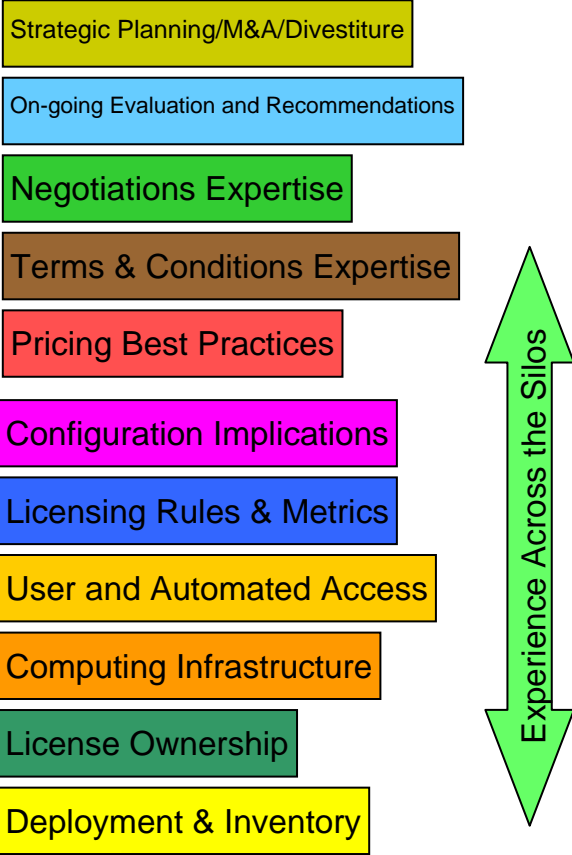 Strategic Planning/M&A/Divestiture
On-going Evaluation and Recommendations
Negotiations Expertise
Terms & Conditions Expertise
Pricing Best Practices
Configuration Implications
Licensing Rules & Metrics
User and Automated Access
Computing Infrastructure
License Ownership
Deployment & Inventory
Experience Across the Silos